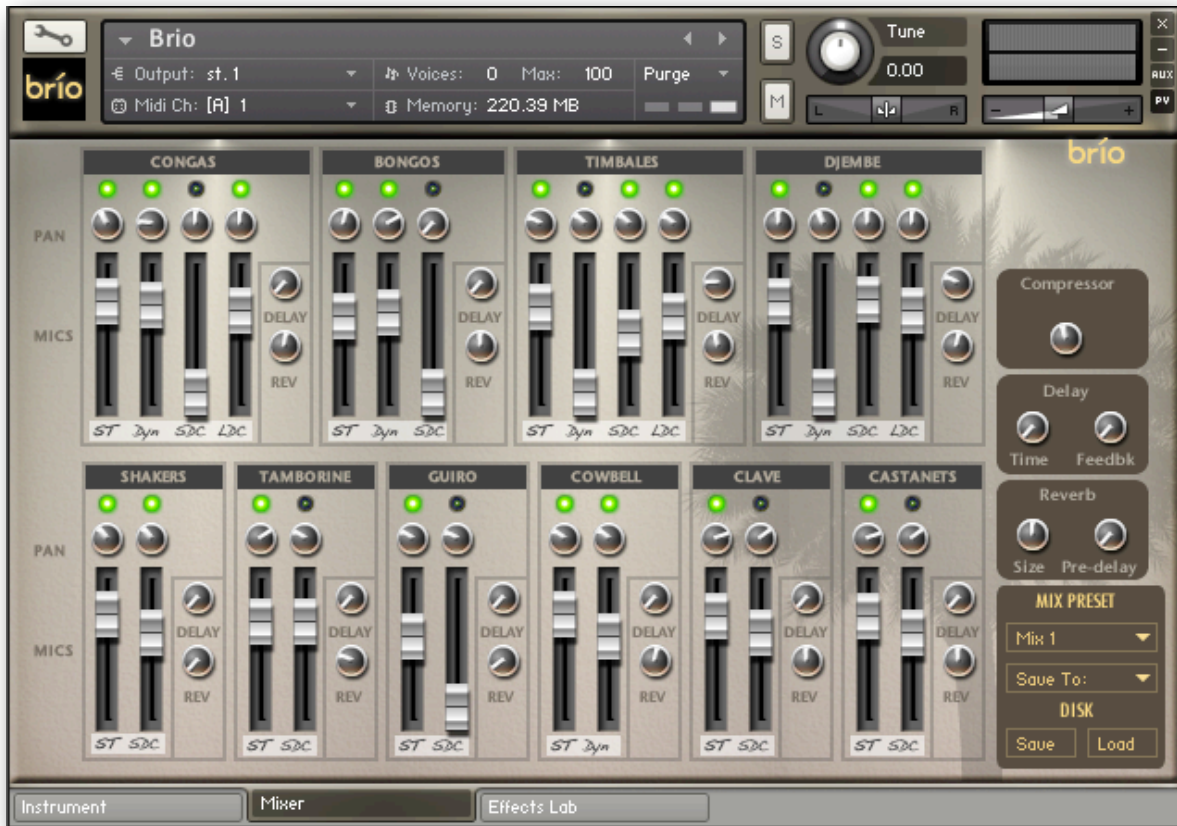 Brio
S
Tune
X
–
brío
Output: st. 1
Voices: 0 Max: 100
Purge
0.00
AUX
Midi Ch: [A] 1
Memory: 220.39 MB
M
L
R
–
+
PV
brío
CONGAS
BONGOS
TIMBALES
DJEMBE
PAN
MICS
DELAY
REV
DELAY
REV
DELAY
REV
DELAY
REV
ST Dyn SDC LDC
ST Dyn SDC
ST Dyn SDC LDC
ST Dyn SDC LDC
Compressor
Delay
Time
Feedbk
SHAKERS
TAMBORINE
GUIRO
COWBELL
CLAVE
CASTANETS
PAN
MICS
DELAY
REV
DELAY
REV
DELAY
REV
DELAY
REV
DELAY
REV
DELAY
REV
ST SDC
ST SDC
ST SDC
ST Dyn
ST SDC
ST SDC
Reverb
Size
Pre-delay
MIX PRESET
Mix 1
Save To:
DISK
Save
Load
Instrument
Mixer
Effects Lab